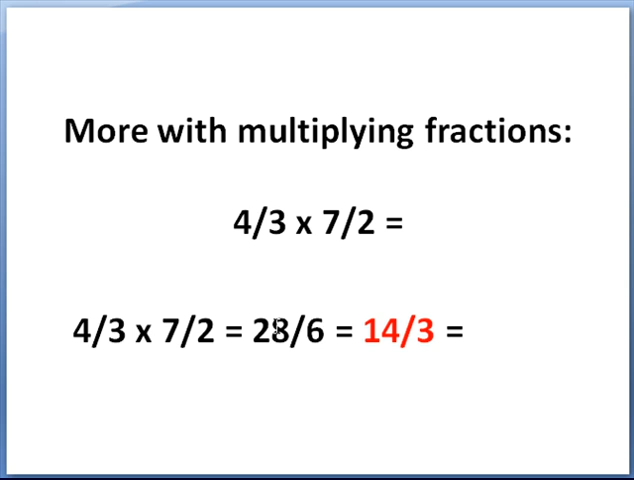 More with multiplying fractions:
4/3 x 7/2 =
4/3 x 7/2 = 28/6 = 14/3 =